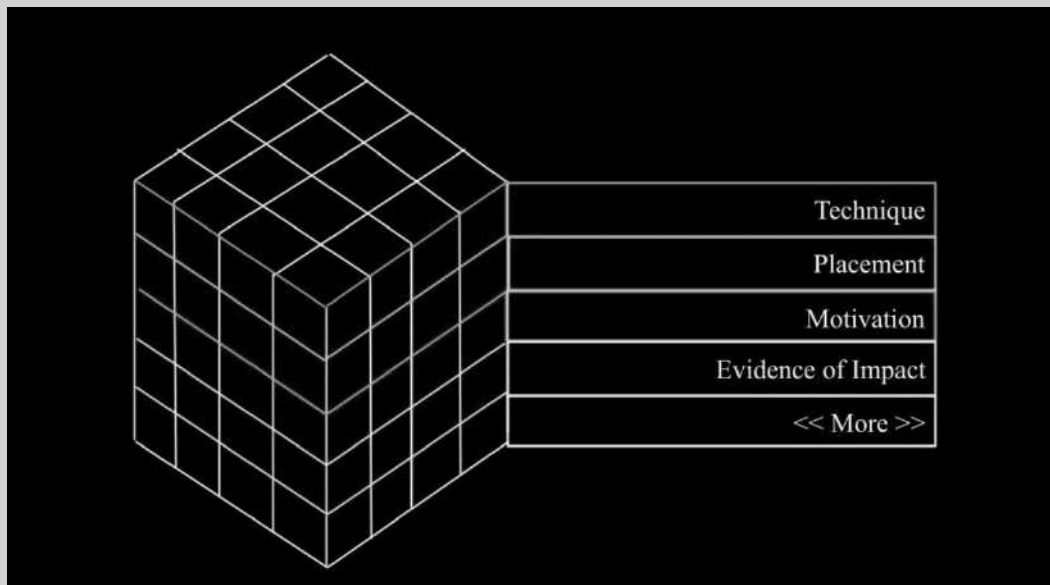 Technique
Placement
Motivation
Evidence of Impact
<< More >>